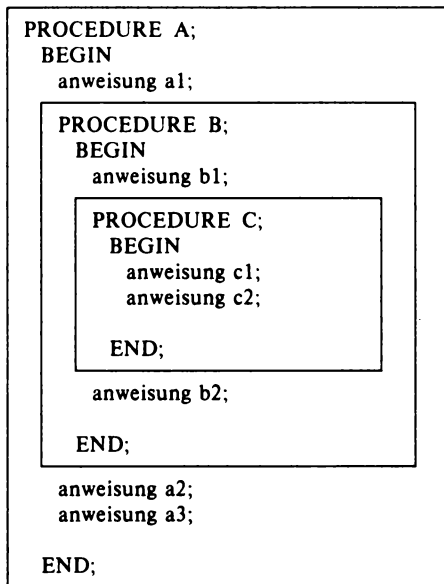 PROCEDURE A;
BEGIN
anweisung a1;
PROCEDURE B;
BEGIN
anweisung b1;
PROCEDURE C;
BEGIN
anweisung c1;
anweisung c2;
END;
anweisung b2;
END;
anweisung a2;
anweisung a3;
END;